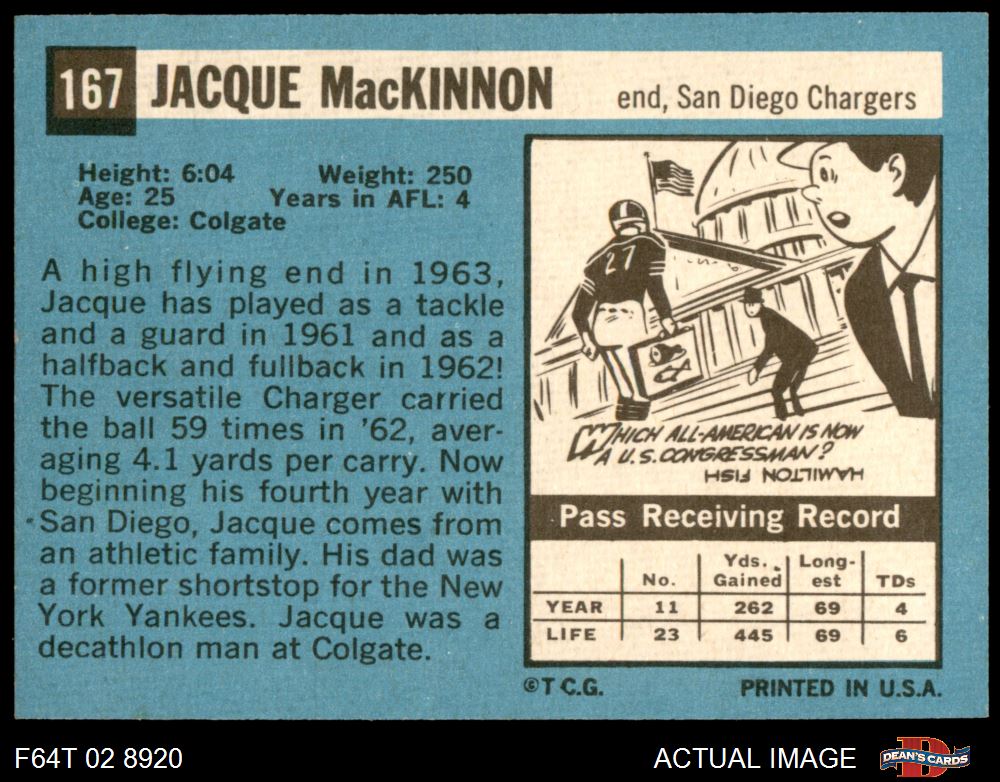 167 JACQUE MacKINNON end, San Diego Chargers
Height: 6:04 Weight: 250
Age: 25 Years in AFL: 4
College: Colgate
A high flying end in 1963,
Jacque has played as a tackle
and a guard in 1961 and as a
halfback and fullback in 1962!
The versatile Charger carried
the ball 59 times in '62, aver-
aging 4.1 yards per carry. Now
beginning his fourth year with
San Diego, Jacque comes from
an athletic family. His dad was
a former shortstop for the New
York Yankees. Jacque was a
decathlon man at Colgate.
27
WHICH ALL-AMERICAN IS NOW
A U.S. CONGRESSMAN?
HAMILTON FISH
Pass Receiving Record
No. Yds. Gained Long-est TDs
YEAR 11 262 69 4
LIFE 23 445 69 6
©T.C.G. PRINTED IN U.S.A.
F64T 02 8920 ACTUAL IMAGE DEAN'S CARDS